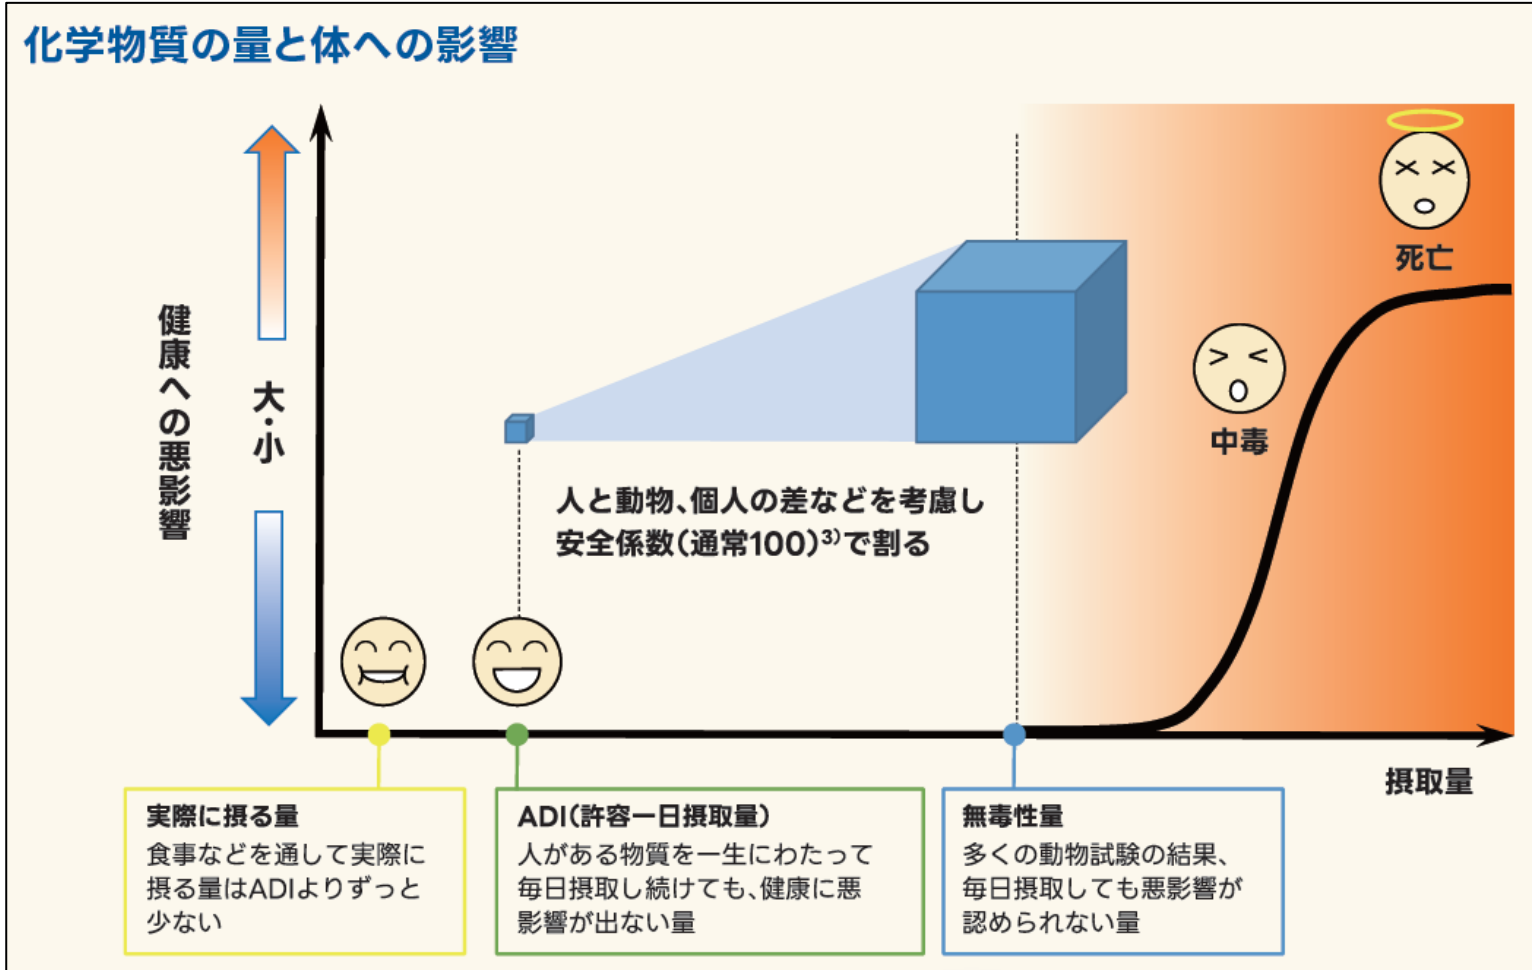 化学物質の量と体への影響
健康への悪影響
大・小
死亡
中毒
人と動物、個人の差などを考慮し
安全係数(通常100)3)で割る
摂取量
実際に摂る量
食事などを通して実際に
摂る量はADIよりずっと
少ない
ADI(許容一日摂取量)
人がある物質を一生にわたって
毎日摂取し続けても、健康に悪
影響が出ない量
無毒性量
多くの動物試験の結果、
毎日摂取しても悪影響が
認められない量